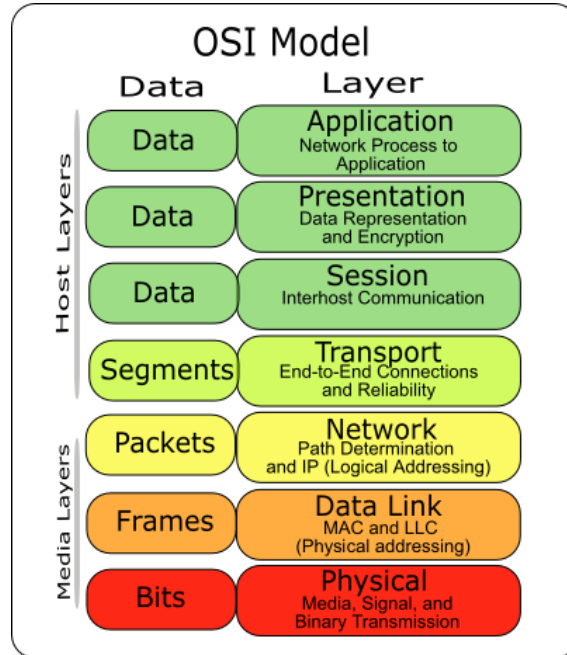 OSI Model
Data Layer
Host Layers
Data
Application
Network Process to
Application
Data
Presentation
Data Representation
and Encryption
Data
Session
Interhost Communication
Segments
Transport
End-to-End Connections
and Reliability
Media Layers
Packets
Network
Path Determination
and IP (Logical Addressing)
Frames
Data Link
MAC and LLC
(Physical addressing)
Bits
Physical
Media, Signal, and
Binary Transmission